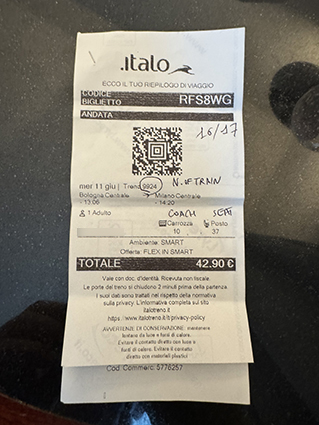 .italo
ECCO IL TUO RIEPILOGO DI VIAGGIO
CODICE
BIGLIETTO RFS8WG
ANDATA
16/17
mer 11 giu | Treno 9924 N. OF TRAIN
Bologna Centrale Milano Centrale
- 13:06 - 14:20
1 Adulto COACH SEAT
Carrozza Posto
10 37
Ambiente: SMART
Offerta: FLEX IN SMART
TOTALE 42.90 €
Vale con doc. d'identità. Ricevuta non fiscale.
Le porte del treno si chiudono 2 minuti prima della partenza.
I suoi dati sono trattati nel rispetto della normativa
sulla privacy. L'informativa completa su sito
italotreno.it
https://www.italotreno.it/it/privacy-policy
AVVERTENZE DI CONSERVAZIONE: mantenere
lontano da luce e fonti di calore.
Evitare il contatto diretto con luce o
fonti di calore. Evitare il contatto
diretto con materiali plastici
Cod. Commerc. 5776257